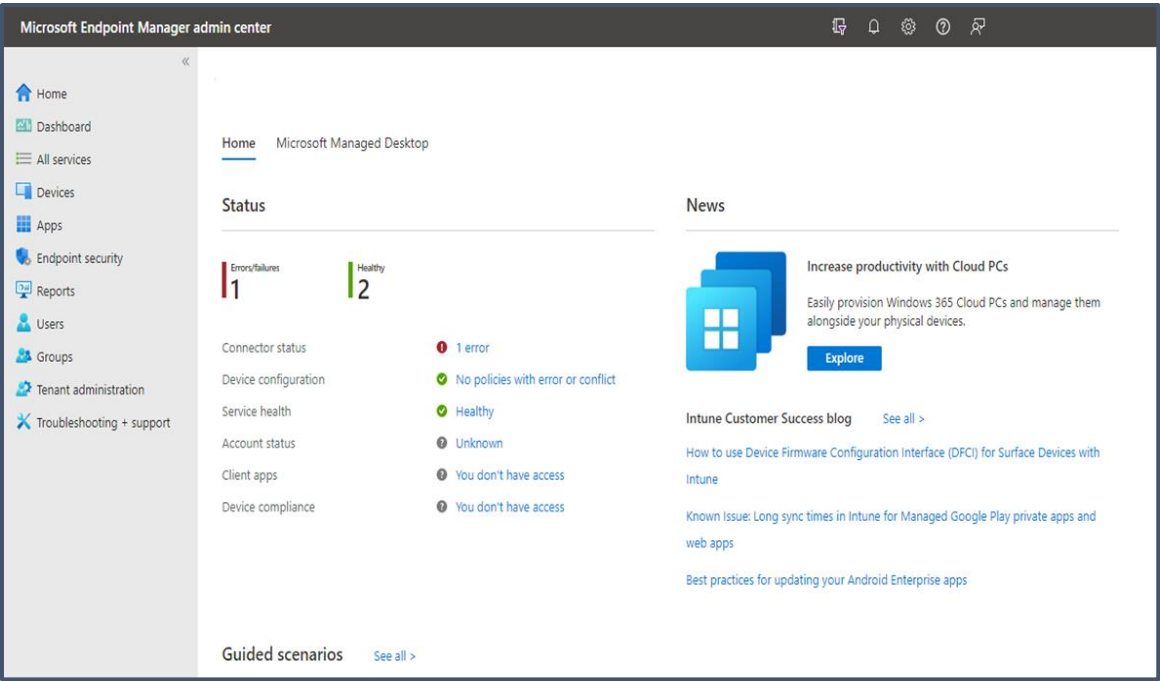 Microsoft Endpoint Manager admin center
«
Home
Dashboard
All services
Devices
Apps
Endpoint security
Reports
Users
Groups
Tenant administration
Troubleshooting + support
Home Microsoft Managed Desktop
Status
Errors/failures
1
Healthy
2
Connector status 1 error
Device configuration No policies with error or conflict
Service health Healthy
Account status Unknown
Client apps You don't have access
Device compliance You don't have access
News
Increase productivity with Cloud PCs
Easily provision Windows 365 Cloud PCs and manage them
alongside your physical devices.
Explore
Intune Customer Success blog See all >
How to use Device Firmware Configuration Interface (DFCI) for Surface Devices with
Intune
Known Issue: Long sync times in Intune for Managed Google Play private apps and
web apps
Best practices for updating your Android Enterprise apps
Guided scenarios See all >